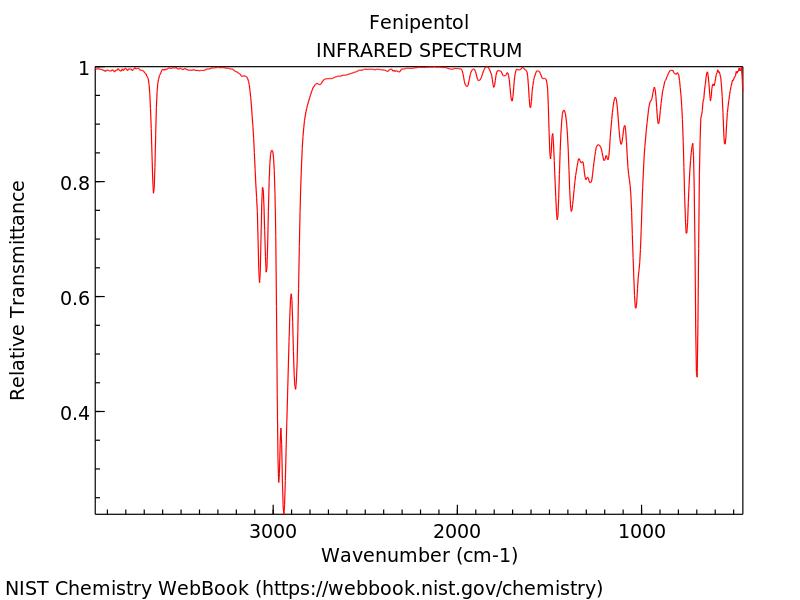 Fenipentol
INFRARED SPECTRUM
1
0.8
0.6
0.4
Relative Transmittance
3000 2000 1000
Wavenumber (cm-1)
NIST Chemistry WebBook (https://webbook.nist.gov/chemistry)